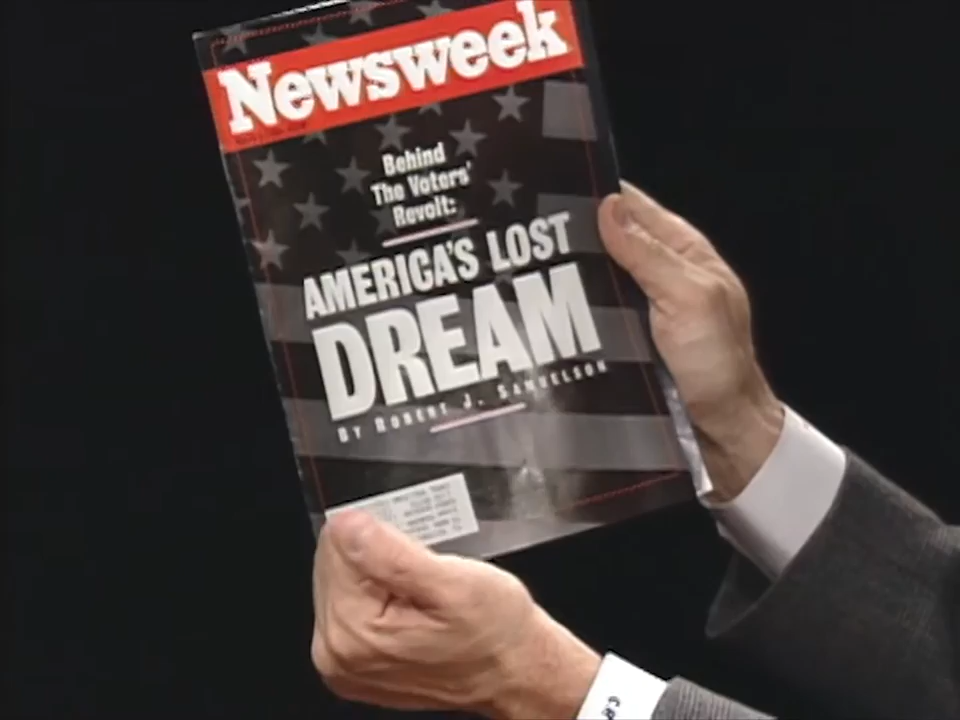 Newsweek
Behind
The Voters'
Revolt:
AMERICA'S LOST
DREAM
BY ROBERT J. SAMUELSON